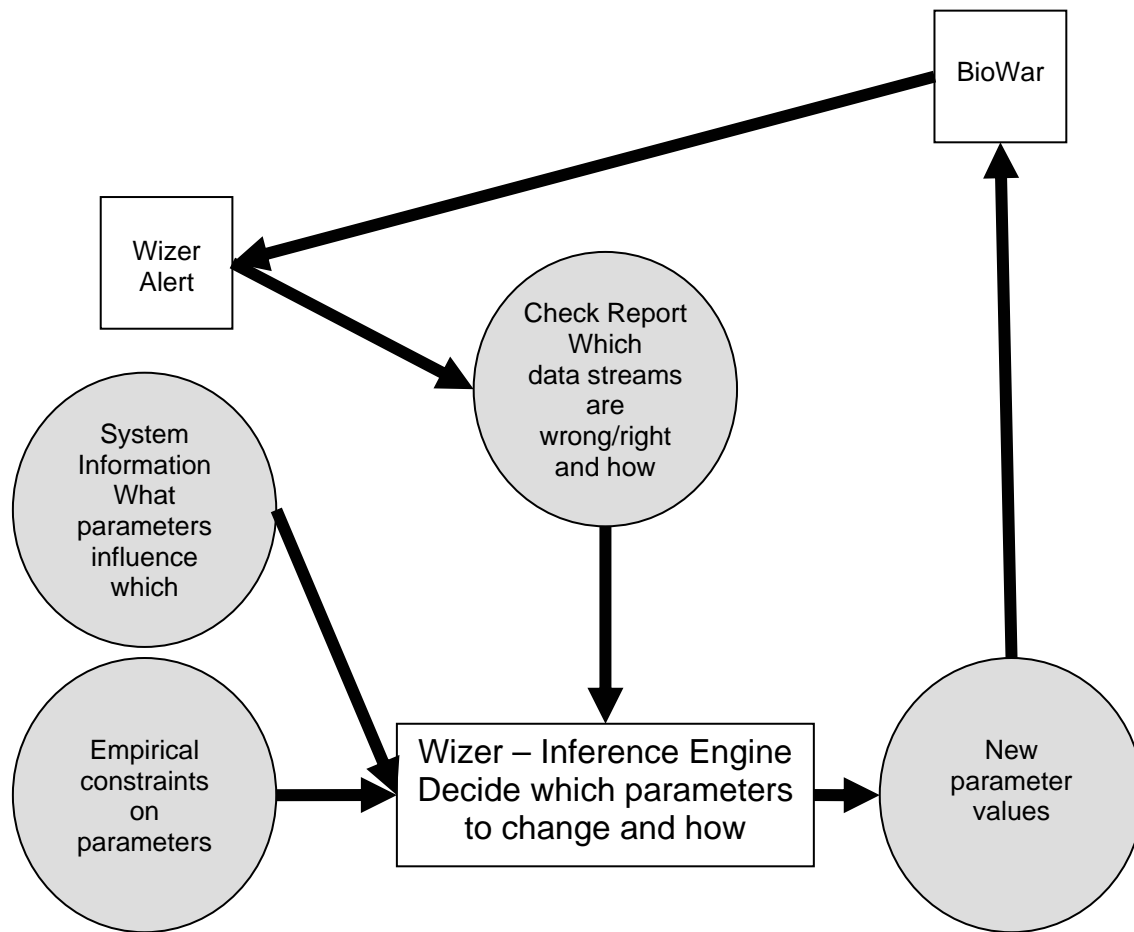 BioWar
Wizer
Alert
Check Report
Which
data streams
are
wrong/right
and how
System
Information
What
parameters
influence
which
Empirical
constraints
on
parameters
Wizer – Inference Engine
Decide which parameters
to change and how
New
parameter
values